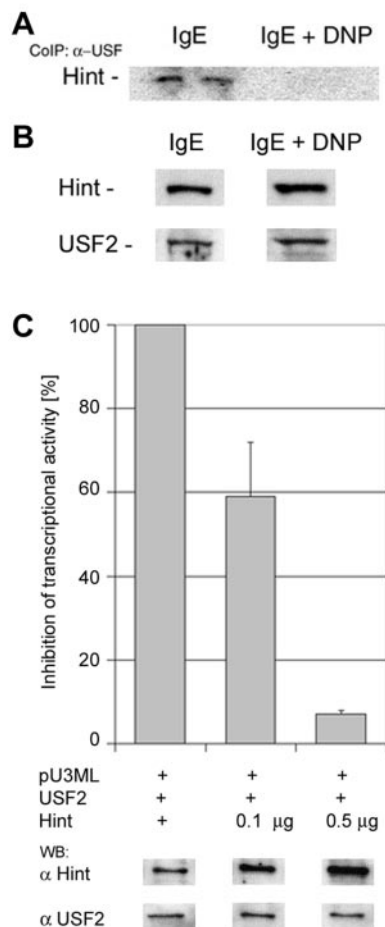 A
IgE IgE + DNP
CoIP: α-USF
Hint -
B
IgE IgE + DNP
Hint -
USF2 -
C
Inhibition of transcriptional activity [%]
100
80
60
40
20
0
pU3ML + + +
USF2 + + +
Hint + 0.1 µg 0.5 µg
WB:
α Hint
α USF2